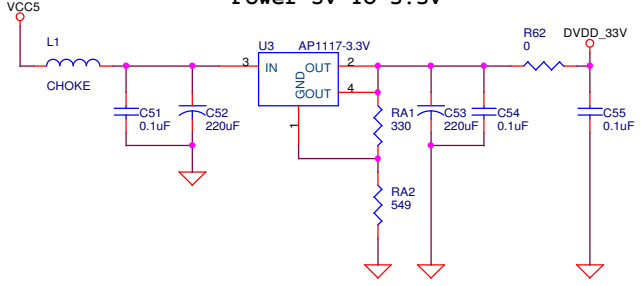 Power 5V TO 3.3V
VCC5
L1
CHOKE
C51
0.1uF
C52
220uF
U3
AP1117-3.3V
3
IN
OUT
2
GND
OUT
4
1
RA1
330
RA2
549
C53
220uF
C54
0.1uF
R62
0
DVDD_33V
C55
0.1uF